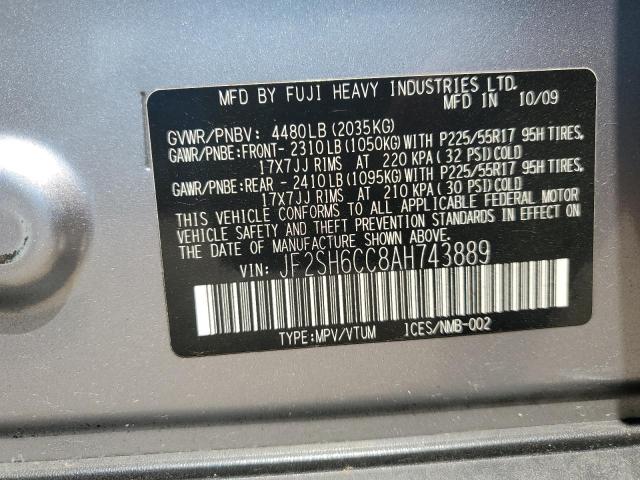 MFD BY FUJI HEAVY INDUSTRIES LTD.
MFD IN 10/09
GVWR/PNBV: 4480LB (2035KG)
GAWR/PNBE:FRONT- 2310LB(1050KG)WITH P225/55R17 95H TIRES,
17X7JJ RIMS AT 220 KPA (32 PSI)COLD
GAWR/PNBE:REAR - 2410LB(1095KG)WITH P225/55R17 95H TIRES,
17X7JJ RIMS AT 210 KPA (30 PSI)COLD
THIS VEHICLE CONFORMS TO ALL APPLICABLE FEDERAL MOTOR
VEHICLE SAFETY AND THEFT PREVENTION STANDARDS IN EFFECT ON
THE DATE OF MANUFACTURE SHOWN ABOVE.
VIN: JF2SH6CC8AH743889
TYPE:MPV/VTUM ICES/NMB-002